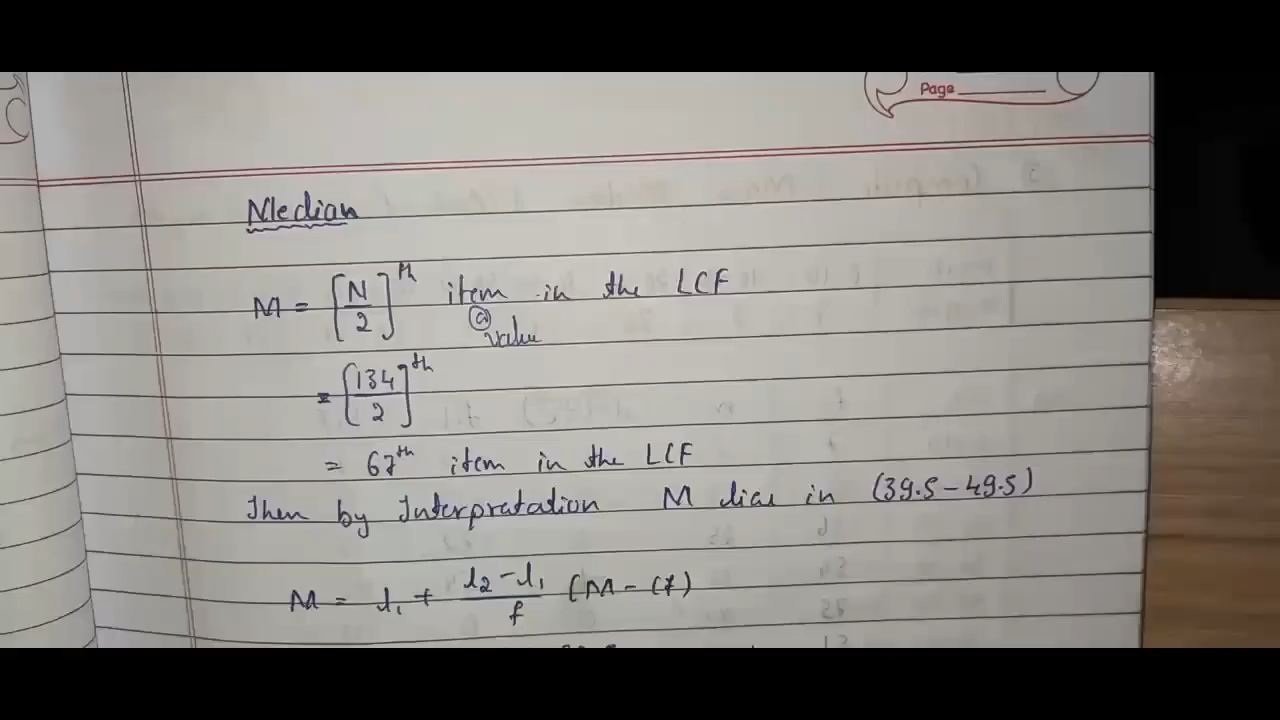 Page
Median
M = [N/2]th item in the LCF
@ value
= [134/2]th
= 67th item in the LCF
Then by Interpratation M lies in (39.5 - 49.5)
M = l₁ + l₂ - l₁/f (M - Cf)